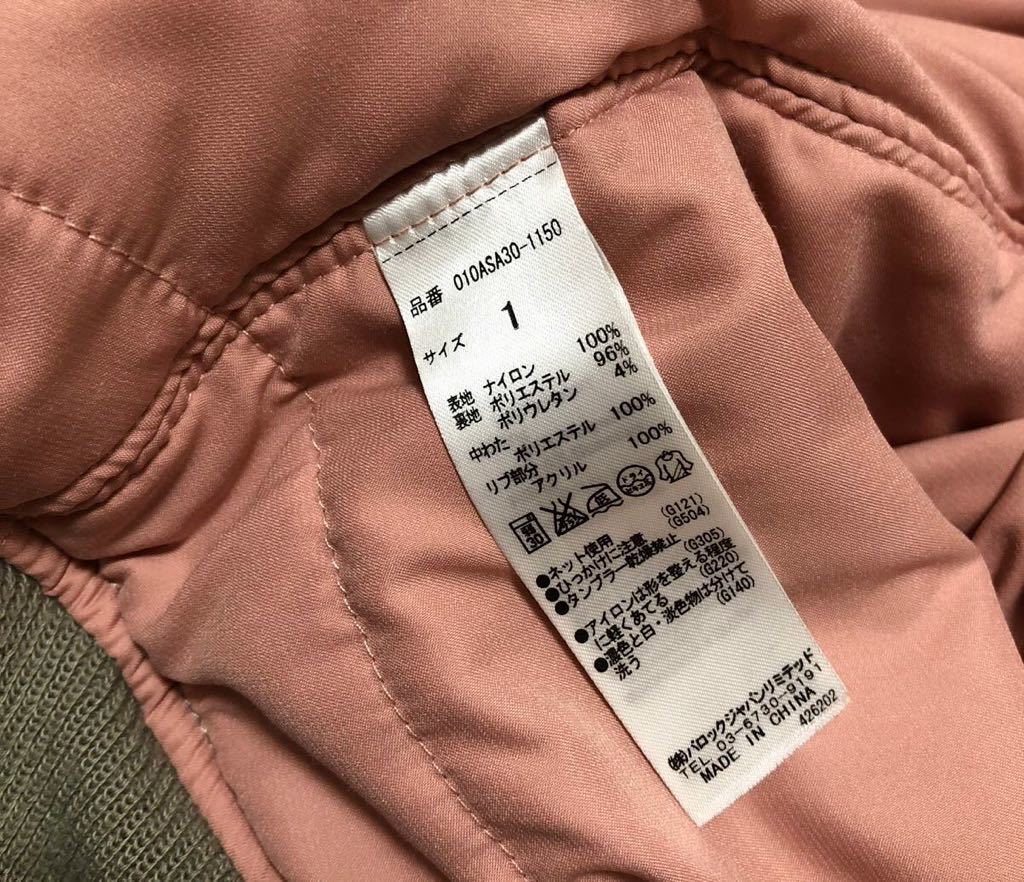 品番 010ASA30-1150
サイズ 1
表地 ナイロン 100%
裏地 ポリエステル 96%
ポリウレタン 4%
中わた ポリエステル 100%
リブ部分 アクリル 100%
ドライ
●ネット使用 (G121)
●ひっかけに注意 (G504)
●タンブラー乾燥禁止 (G305)
●アイロンは形を整える程度
に軽くあてる (G220)
●濃色と白・淡色物は分けて
洗う (G140)
㈱バロックジャパンリミテッド
TEL 03-6730-9191
MADE IN CHINA 426202